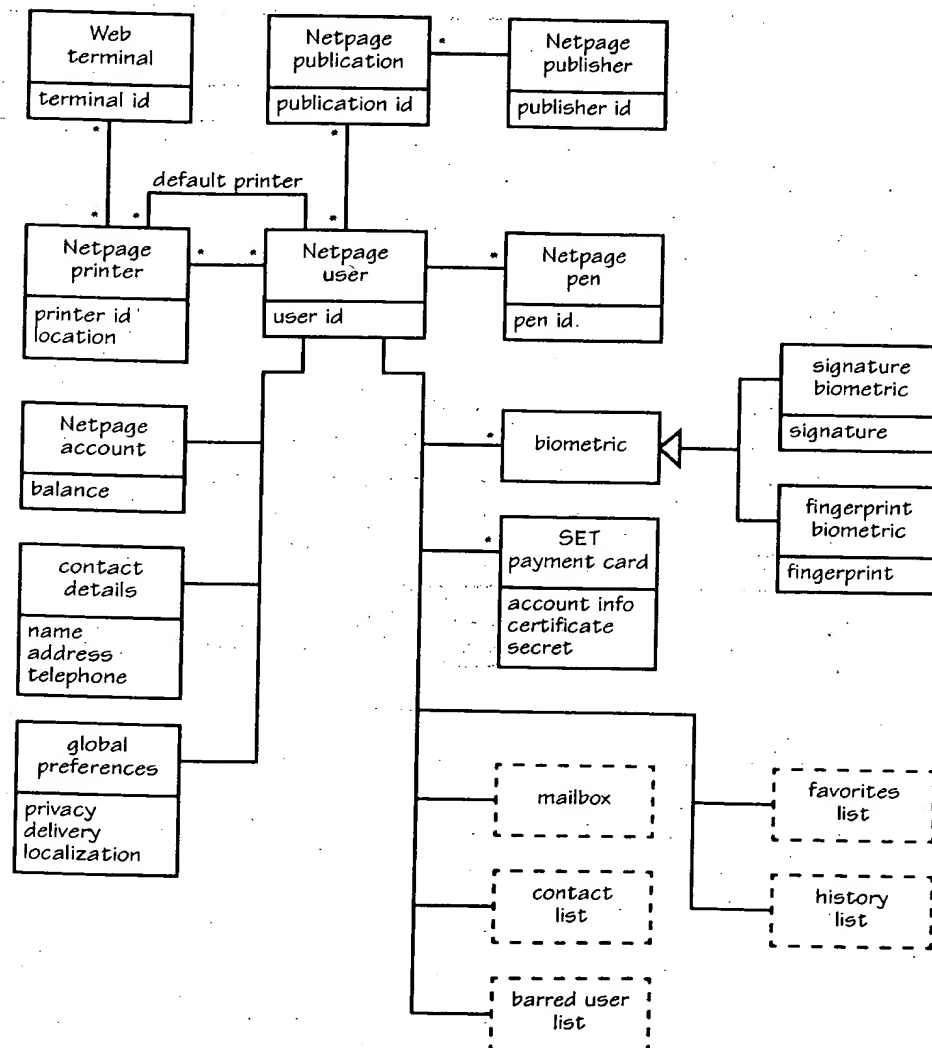 Web
terminal
terminal id
Netpage
publication
publication id
Netpage
publisher
publisher id
default printer
Netpage
printer
printer id
location
Netpage
user
user id
Netpage
pen
pen id.
Netpage
account
balance
biometric
signature
biometric
signature
fingerprint
biometric
fingerprint
contact
details
name
address
telephone
SET
payment card
account info
certificate
secret
global
preferences
privacy
delivery
localization
mailbox
favorites
list
contact
list
history
list
barred user
list